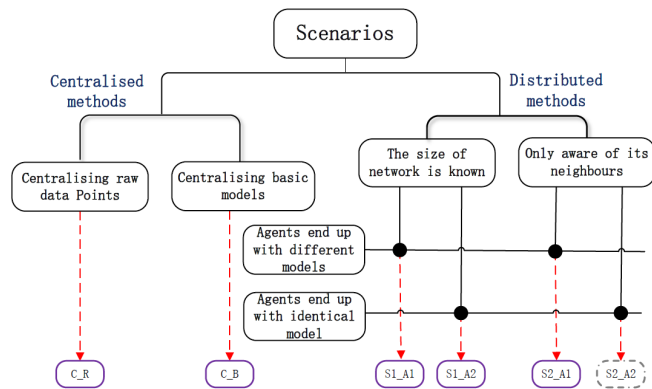 Scenarios
Centralised
methods
Distributed
methods
Centralising raw
data Points
Centralising basic
models
The size of
network is known
Only aware of its
neighbours
Agents end up
with different
models
Agents end up
with identical
model
C_R
C_B
S1_A1
S1_A2
S2_A1
S2_A2